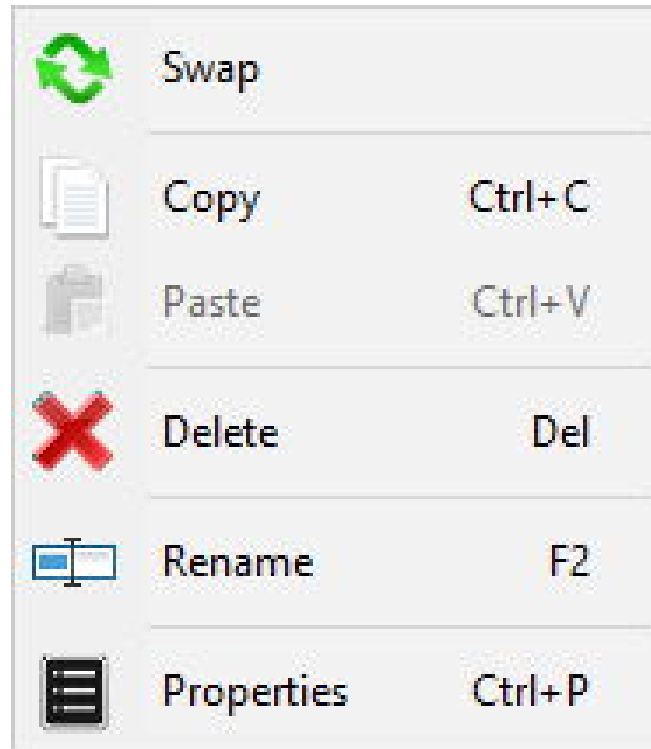 Swap
Copy Ctrl+C
Paste Ctrl+V
Delete Del
Rename F2
Properties Ctrl+P